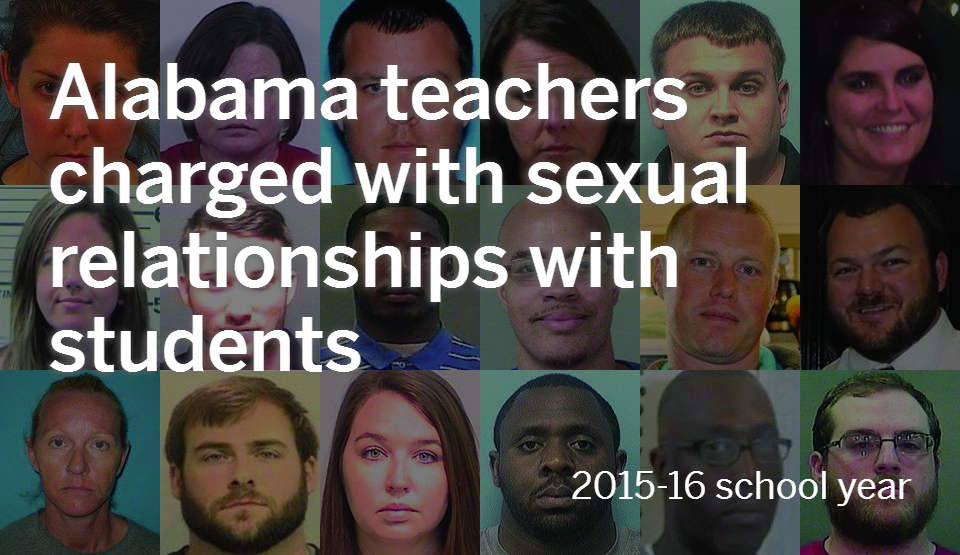 Alabama teachers
charged with sexual
relationships with
students
2015-16 school year